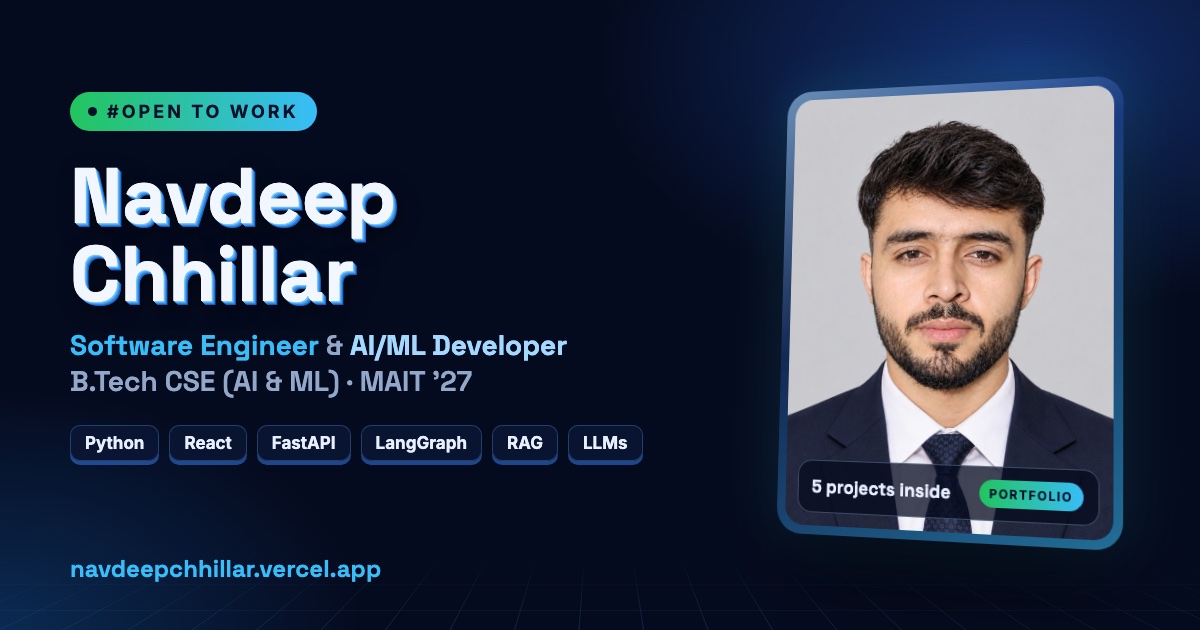 #OPEN TO WORK
Navdeep
Chhillar
Software Engineer & AI/ML Developer
B.Tech CSE (AI & ML) · MAIT ’27
Python React FastAPI LangGraph RAG LLMs
5 projects inside PORTFOLIO
navdeepchhillar.vercel.app